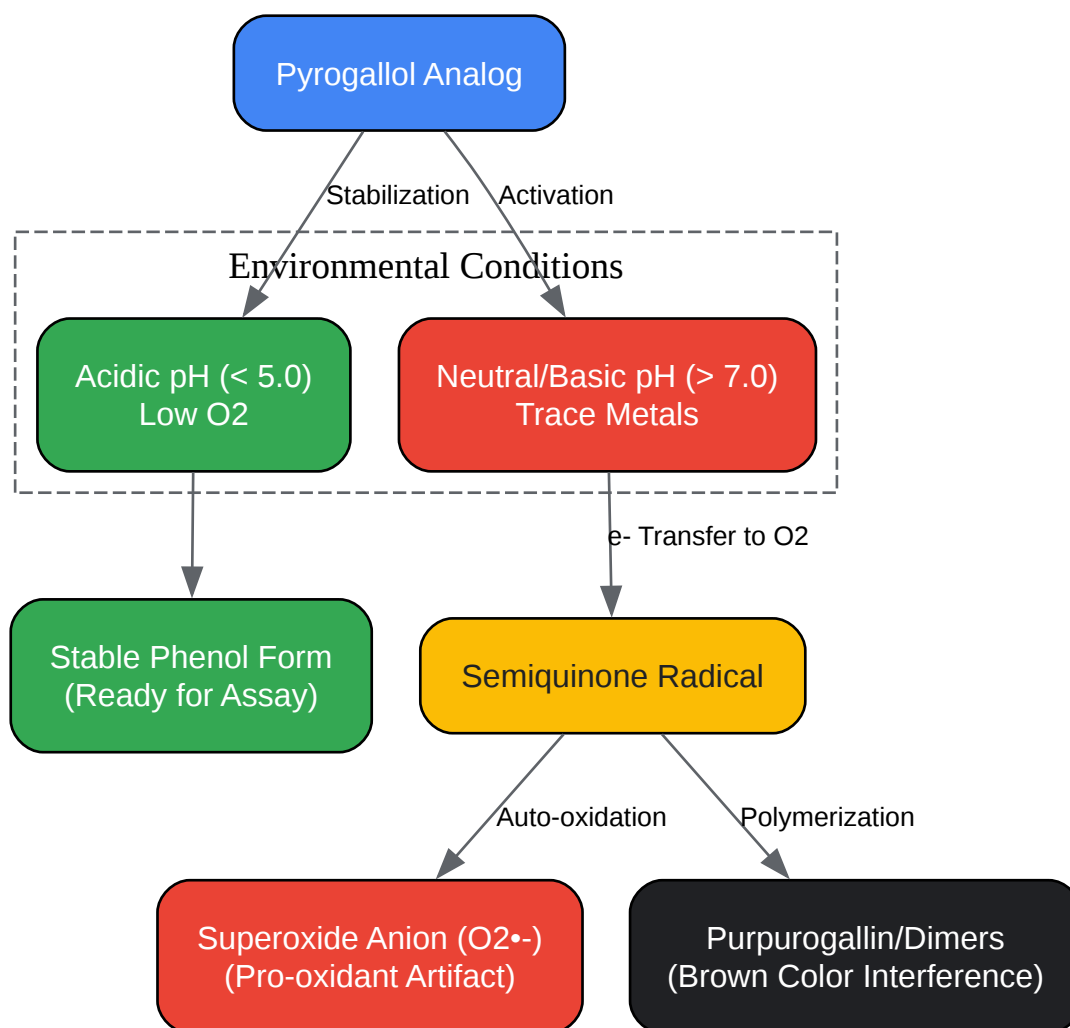 Pyrogallol Analog
Stabilization
Activation
Environmental Conditions
Acidic pH (< 5.0)
Low O2
Neutral/Basic pH (> 7.0)
Trace Metals
e- Transfer to O2
Stable Phenol Form
(Ready for Assay)
Semiquinone Radical
Auto-oxidation
Polymerization
Superoxide Anion (O2•-)
(Pro-oxidant Artifact)
Purpurogallin/Dimers
(Brown Color Interference)